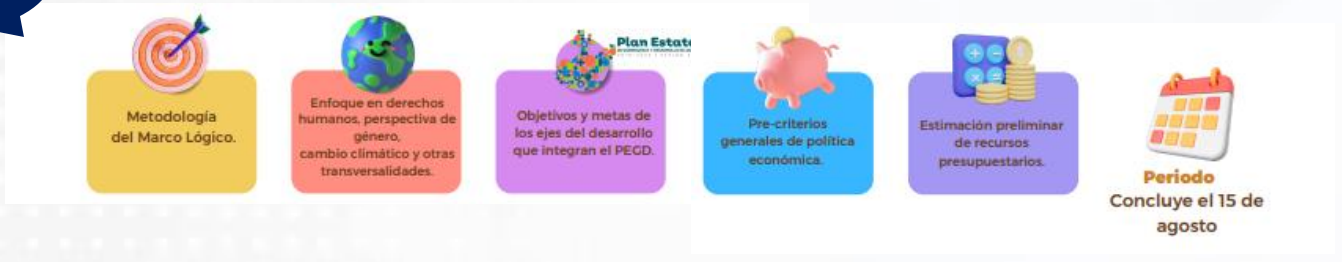 Metodología
del Marco Lógico.
Enfoque en derechos
humanos, perspectiva de
género,
cambio climático y otras
transversalidades.
Plan Estat
Objetivos y metas de
los ejes del desarrollo
que integran el PEGD.
Pre-criterios
generales de política
económica.
Estimación preliminar
de recursos
presupuestarios.
Periodo
Concluye el 15 de
agosto